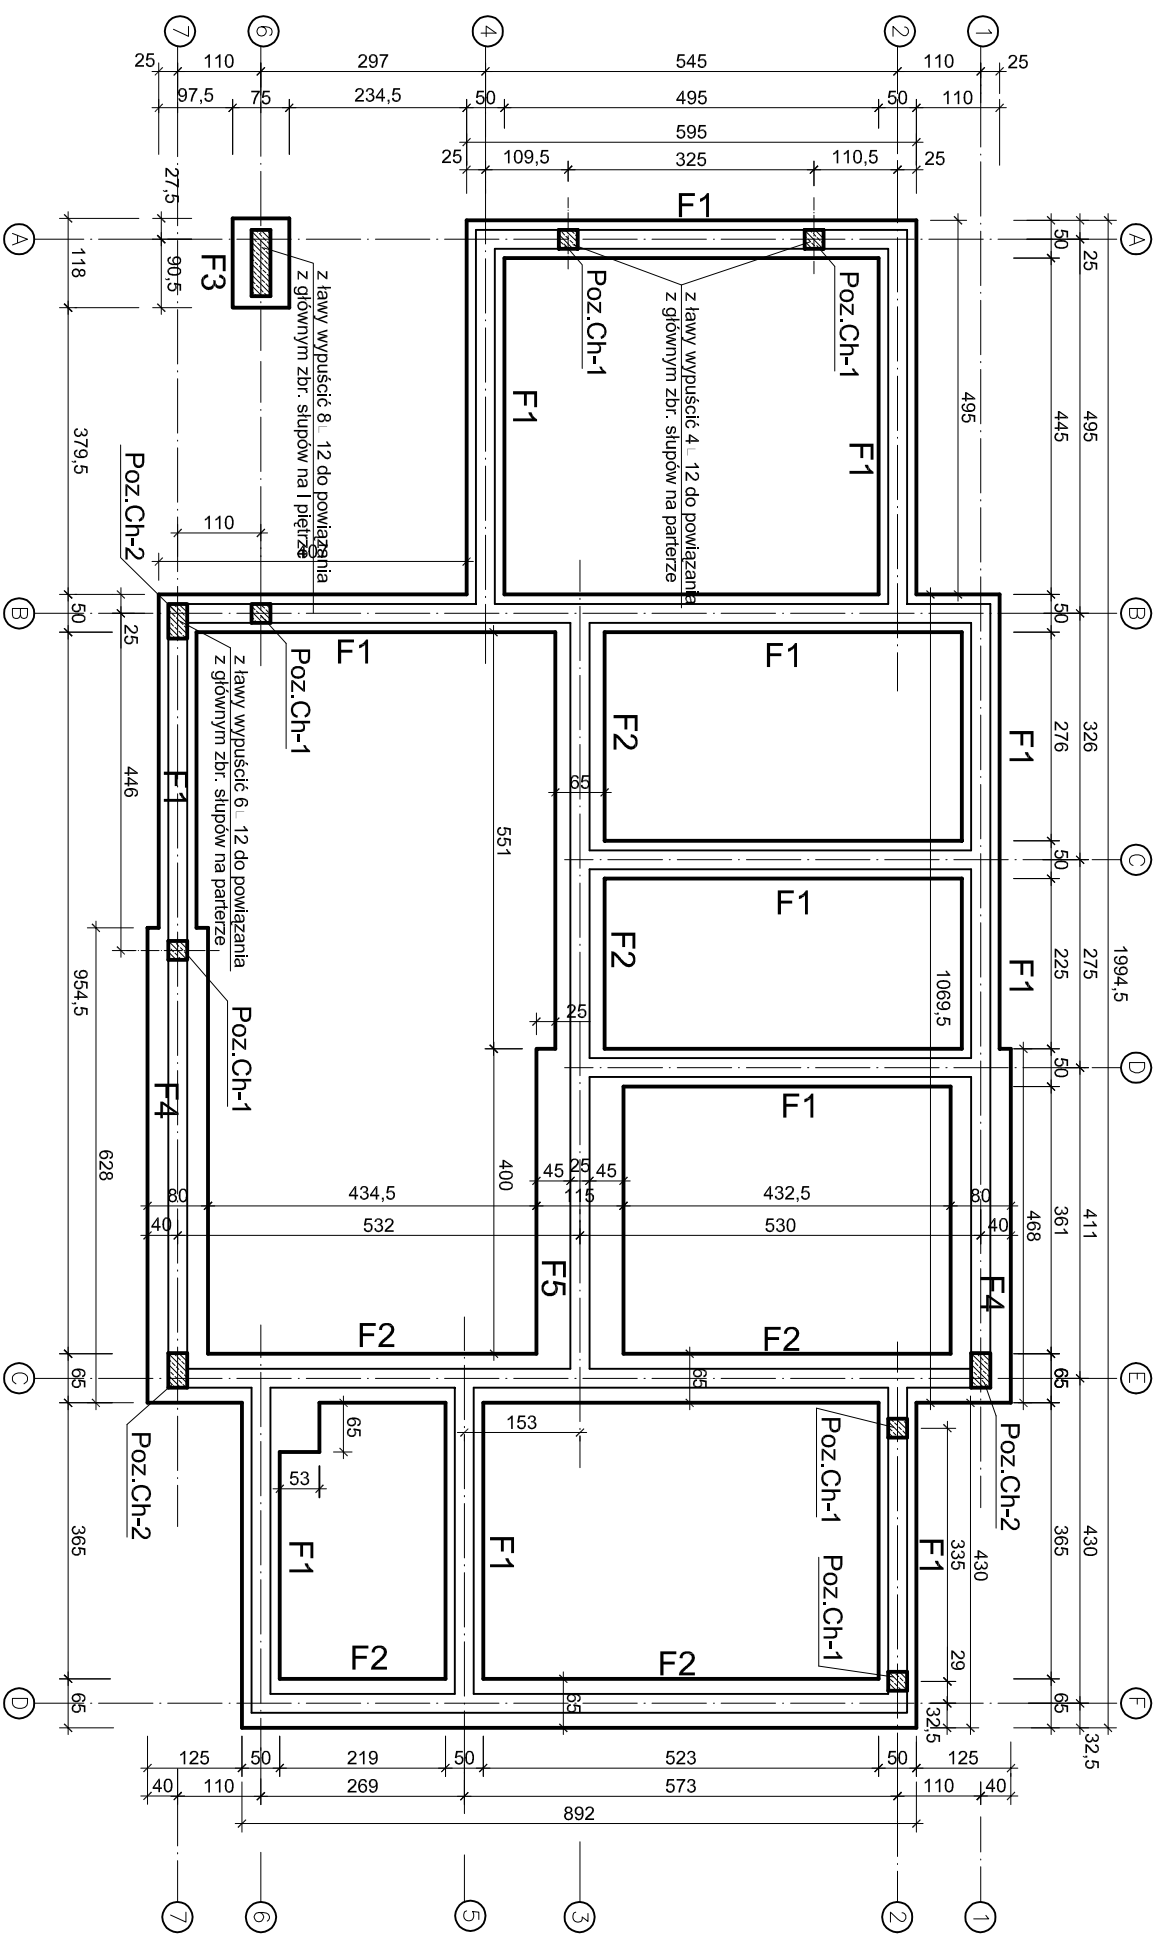 7
6
4
2
1
25
110
297
545
110
25
97,5
75
234,5
50
495
50
110
595
25
109,5
325
110,5
25
27,5
90,5
118
A
A
F1
F3
z ławy wypuścić 8∟ 12 do powiązania
z głównym zbr. słupów na I piętrze
Poz.Ch-1
Poz.Ch-1
z ławy wypuścić 4∟ 12 do powiązania
z głównym zbr. słupów na parterze
50
25
F1
F1
495
445
495
379,5
Poz.Ch-2
110
403
B
50
25
50
B
F1
Poz.Ch-1
F1
z ławy wypuścić 6∟ 12 do powiązania
z głównym zbr. słupów na parterze
F1
F2
F1
276
326
446
65
551
50
C
F1
F2
F1
225
275
1994,5
954,5
1069,5
25
Poz.Ch-1
50
D
F4
F1
628
400
45
25
45
80
434,5
115
432,5
80
40
532
530
40
468
361
411
F5
F4
F2
F2
C
65
65
65
E
65
153
53
Poz.Ch-1
Poz.Ch-2
Poz.Ch-2
365
F1
F1
Poz.Ch-1
F1
335
430
365
430
F2
F2
29
D
65
65
32,5
65
32,5
F
125
50
219
50
523
50
125
40
110
269
573
110
40
892
7
6
5
3
2
1